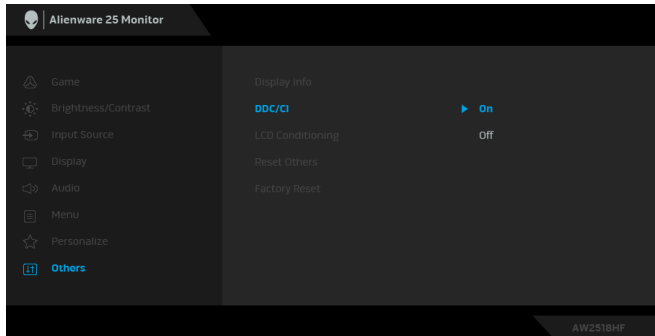 Alienware 25 Monitor
Game
Display Info
Brightness/Contrast
DDC/CI
On
Input Source
LCD Conditioning
Off
Display
Reset Others
Audio
Factory Reset
Menu
Personalize
Others
AW2518HF